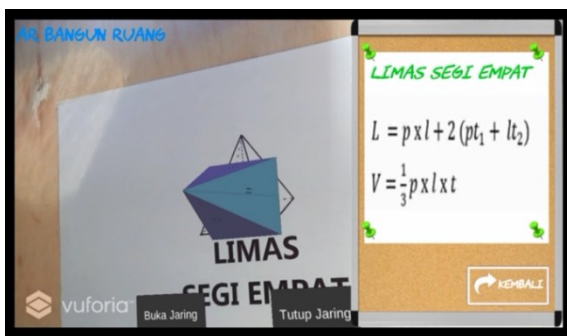 AR BANGUN RUANG
LIMAS SEGI EMPAT
L = p x l + 2 (pt₁ + lt₂)
V = 1/3 p x l x t
LIMAS
SEGI EMPAT
vuforia™
Buka Jaring
Tutup Jaring
KEMBALI